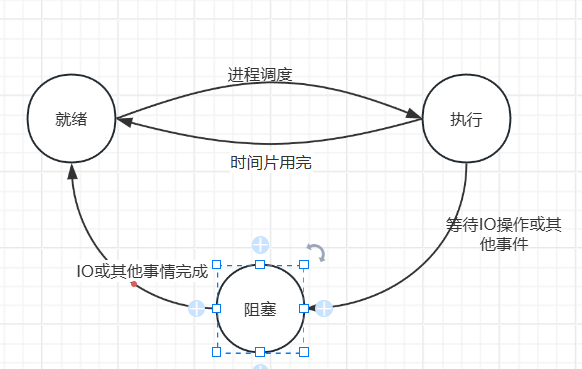 进程调度
就绪
执行
时间片用完
等待IO操作或其
他事件
IO或其他事情完成
阻塞